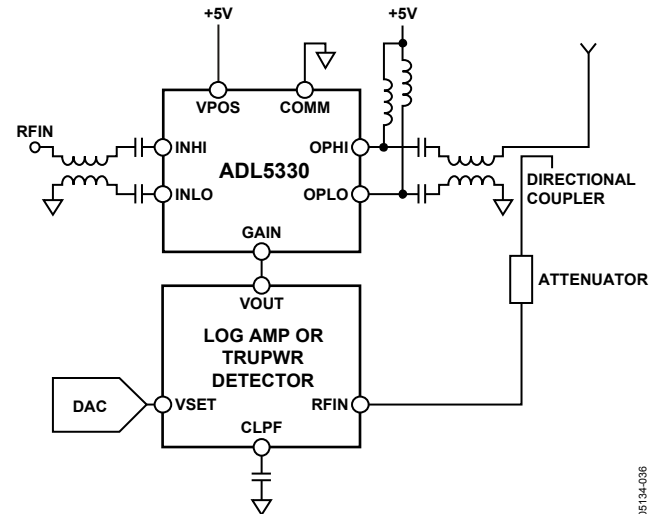 +5V
+5V
VPOS
COMM
RFIN
INHI
OPHI
ADL5330
INLO
OPLO
DIRECTIONAL
COUPLER
GAIN
ATTENUATOR
VOUT
LOG AMP OR
TRUPWR
DETECTOR
DAC
VSET
RFIN
CLPF
05134-036